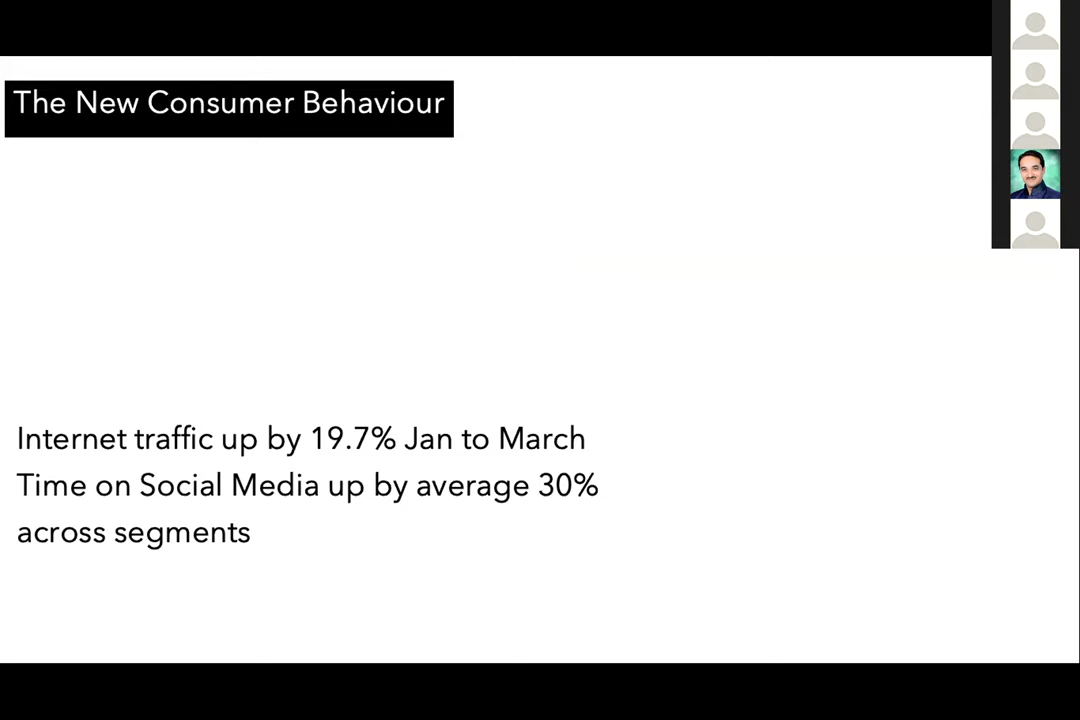 The New Consumer Behaviour
Internet traffic up by 19.7% Jan to March
Time on Social Media up by average 30%
across segments